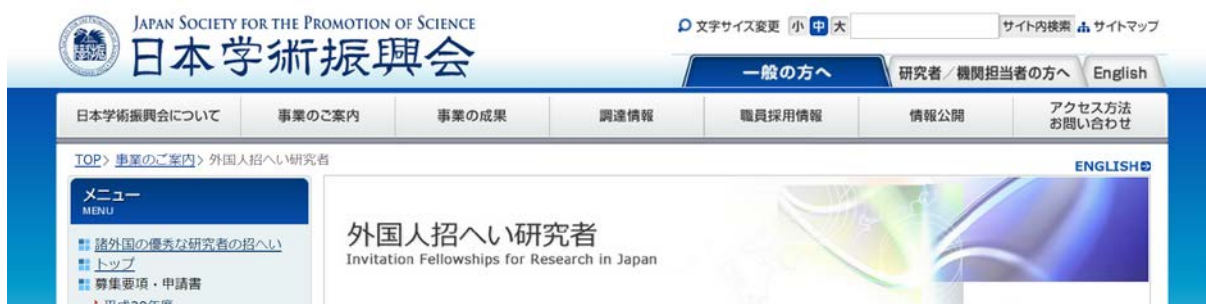 JAPAN SOCIETY FOR THE PROMOTION OF SCIENCE
日本学術振興会
文字サイズ変更 小 中 大 サイト内検索 サイトマップ
一般の方へ 研究者/機関担当者の方へ English
日本学術振興会について 事業のご案内 事業の成果 調達情報 職員採用情報 情報公開 アクセス方法
お問い合わせ
TOP> 事業のご案内> 外国人招へい研究者
ENGLISH
メニュー
MENU
諸外国の優秀な研究者の招へい
トップ
募集要項・申請書
外国人招へい研究者
Invitation Fellowships for Research in Japan